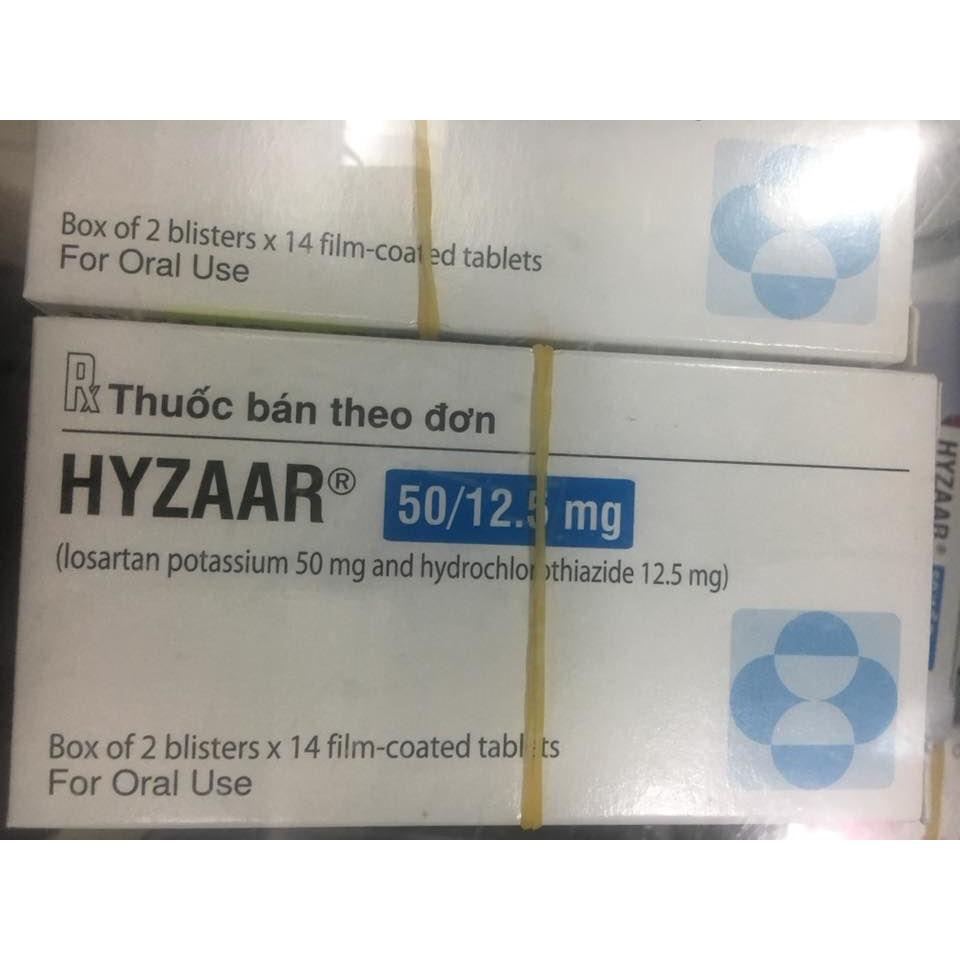 Box of 2 blisters x 14 film-coated tablets
For Oral Use
Rx Thuốc bán theo đơn
HYZAAR® 50/12.5 mg
(losartan potassium 50 mg and hydrochlorothiazide 12.5 mg)
Box of 2 blisters x 14 film-coated tablets
For Oral Use
HYZAAR®